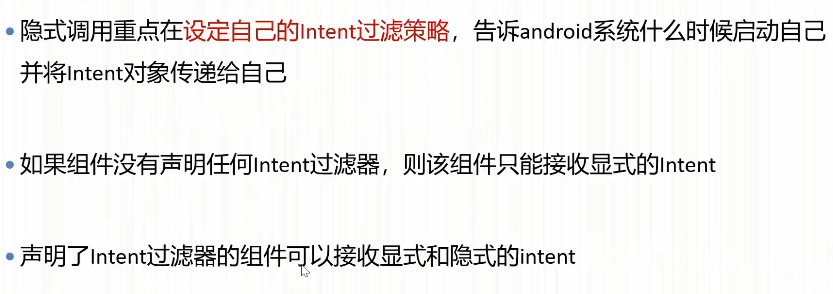 • 隐式调用重点在设定自己的Intent过滤策略，告诉android系统什么时候启动自己
并将Intent对象传递给自己
• 如果组件没有声明任何Intent过滤器，则该组件只能接收显式的Intent
• 声明了Intent过滤器的组件可以接收显式和隐式的intent